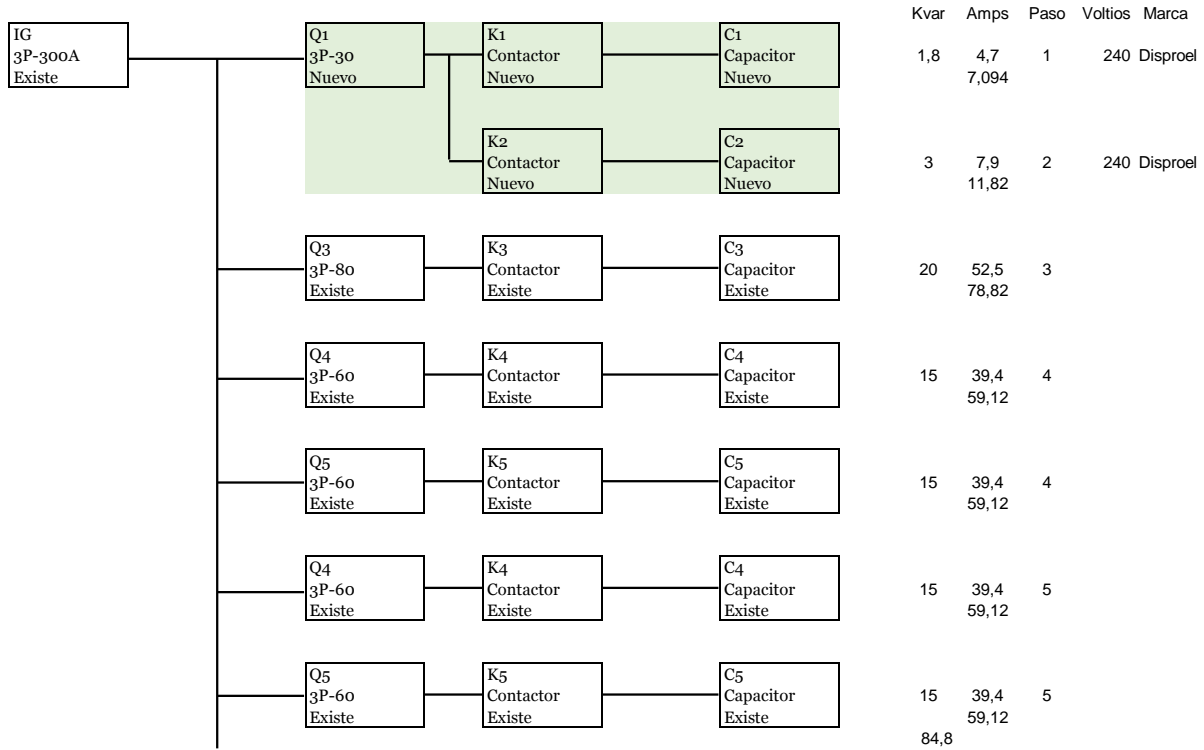 Kvar Amps Paso Voltios Marca
IG
3P-300A
Existe
Q1
3P-30
Nuevo
K1
Contactor
Nuevo
C1
Capacitor
Nuevo
1,8 4,7 1 240 Disproel
7,094
K2
Contactor
Nuevo
C2
Capacitor
Nuevo
3 7,9 2 240 Disproel
11,82
Q3
3P-80
Existe
K3
Contactor
Existe
C3
Capacitor
Existe
20 52,5 3
78,82
Q4
3P-60
Existe
K4
Contactor
Existe
C4
Capacitor
Existe
15 39,4 4
59,12
Q5
3P-60
Existe
K5
Contactor
Existe
C5
Capacitor
Existe
15 39,4 4
59,12
Q4
3P-60
Existe
K4
Contactor
Existe
C4
Capacitor
Existe
15 39,4 5
59,12
Q5
3P-60
Existe
K5
Contactor
Existe
C5
Capacitor
Existe
15 39,4 5
59,12
84,8